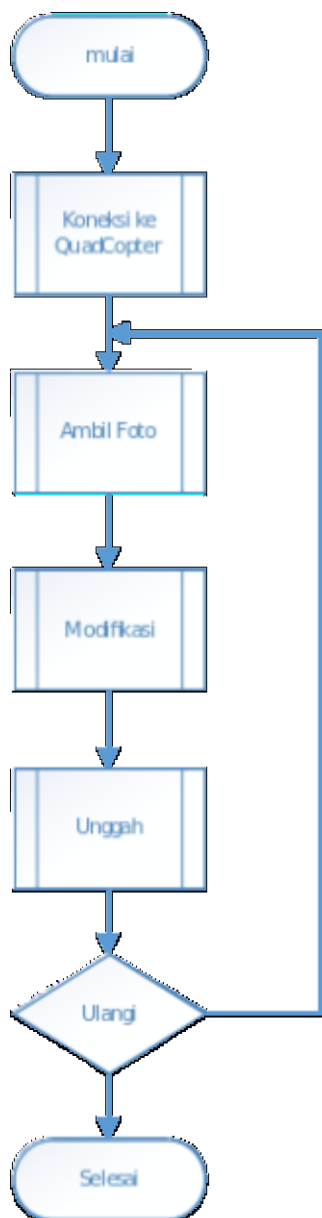 mulai
Koneksi ke
QuadCopter
Ambil Foto
Modifikasi
Unggah
Ulangi
Selesai